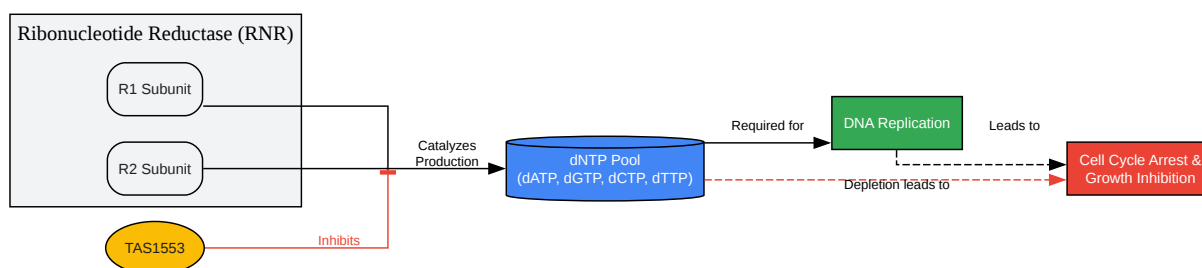 Ribonucleotide Reductase (RNR)
R1 Subunit
R2 Subunit
TAS1553
Inhibits
Catalyzes
Production
dNTP Pool
(dATP, dGTP, dCTP, dTTP)
Required for
DNA Replication
Leads to
Depletion leads to
Cell Cycle Arrest &
Growth Inhibition